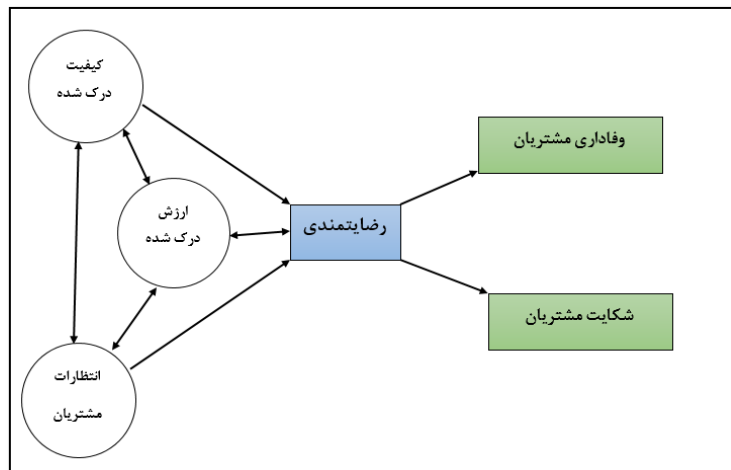 کیفیت
درک شده
وفاداری مشتریان
ارزش
درک شده
رضایتمندی
شکایت مشتریان
انتظارات
مشتریان